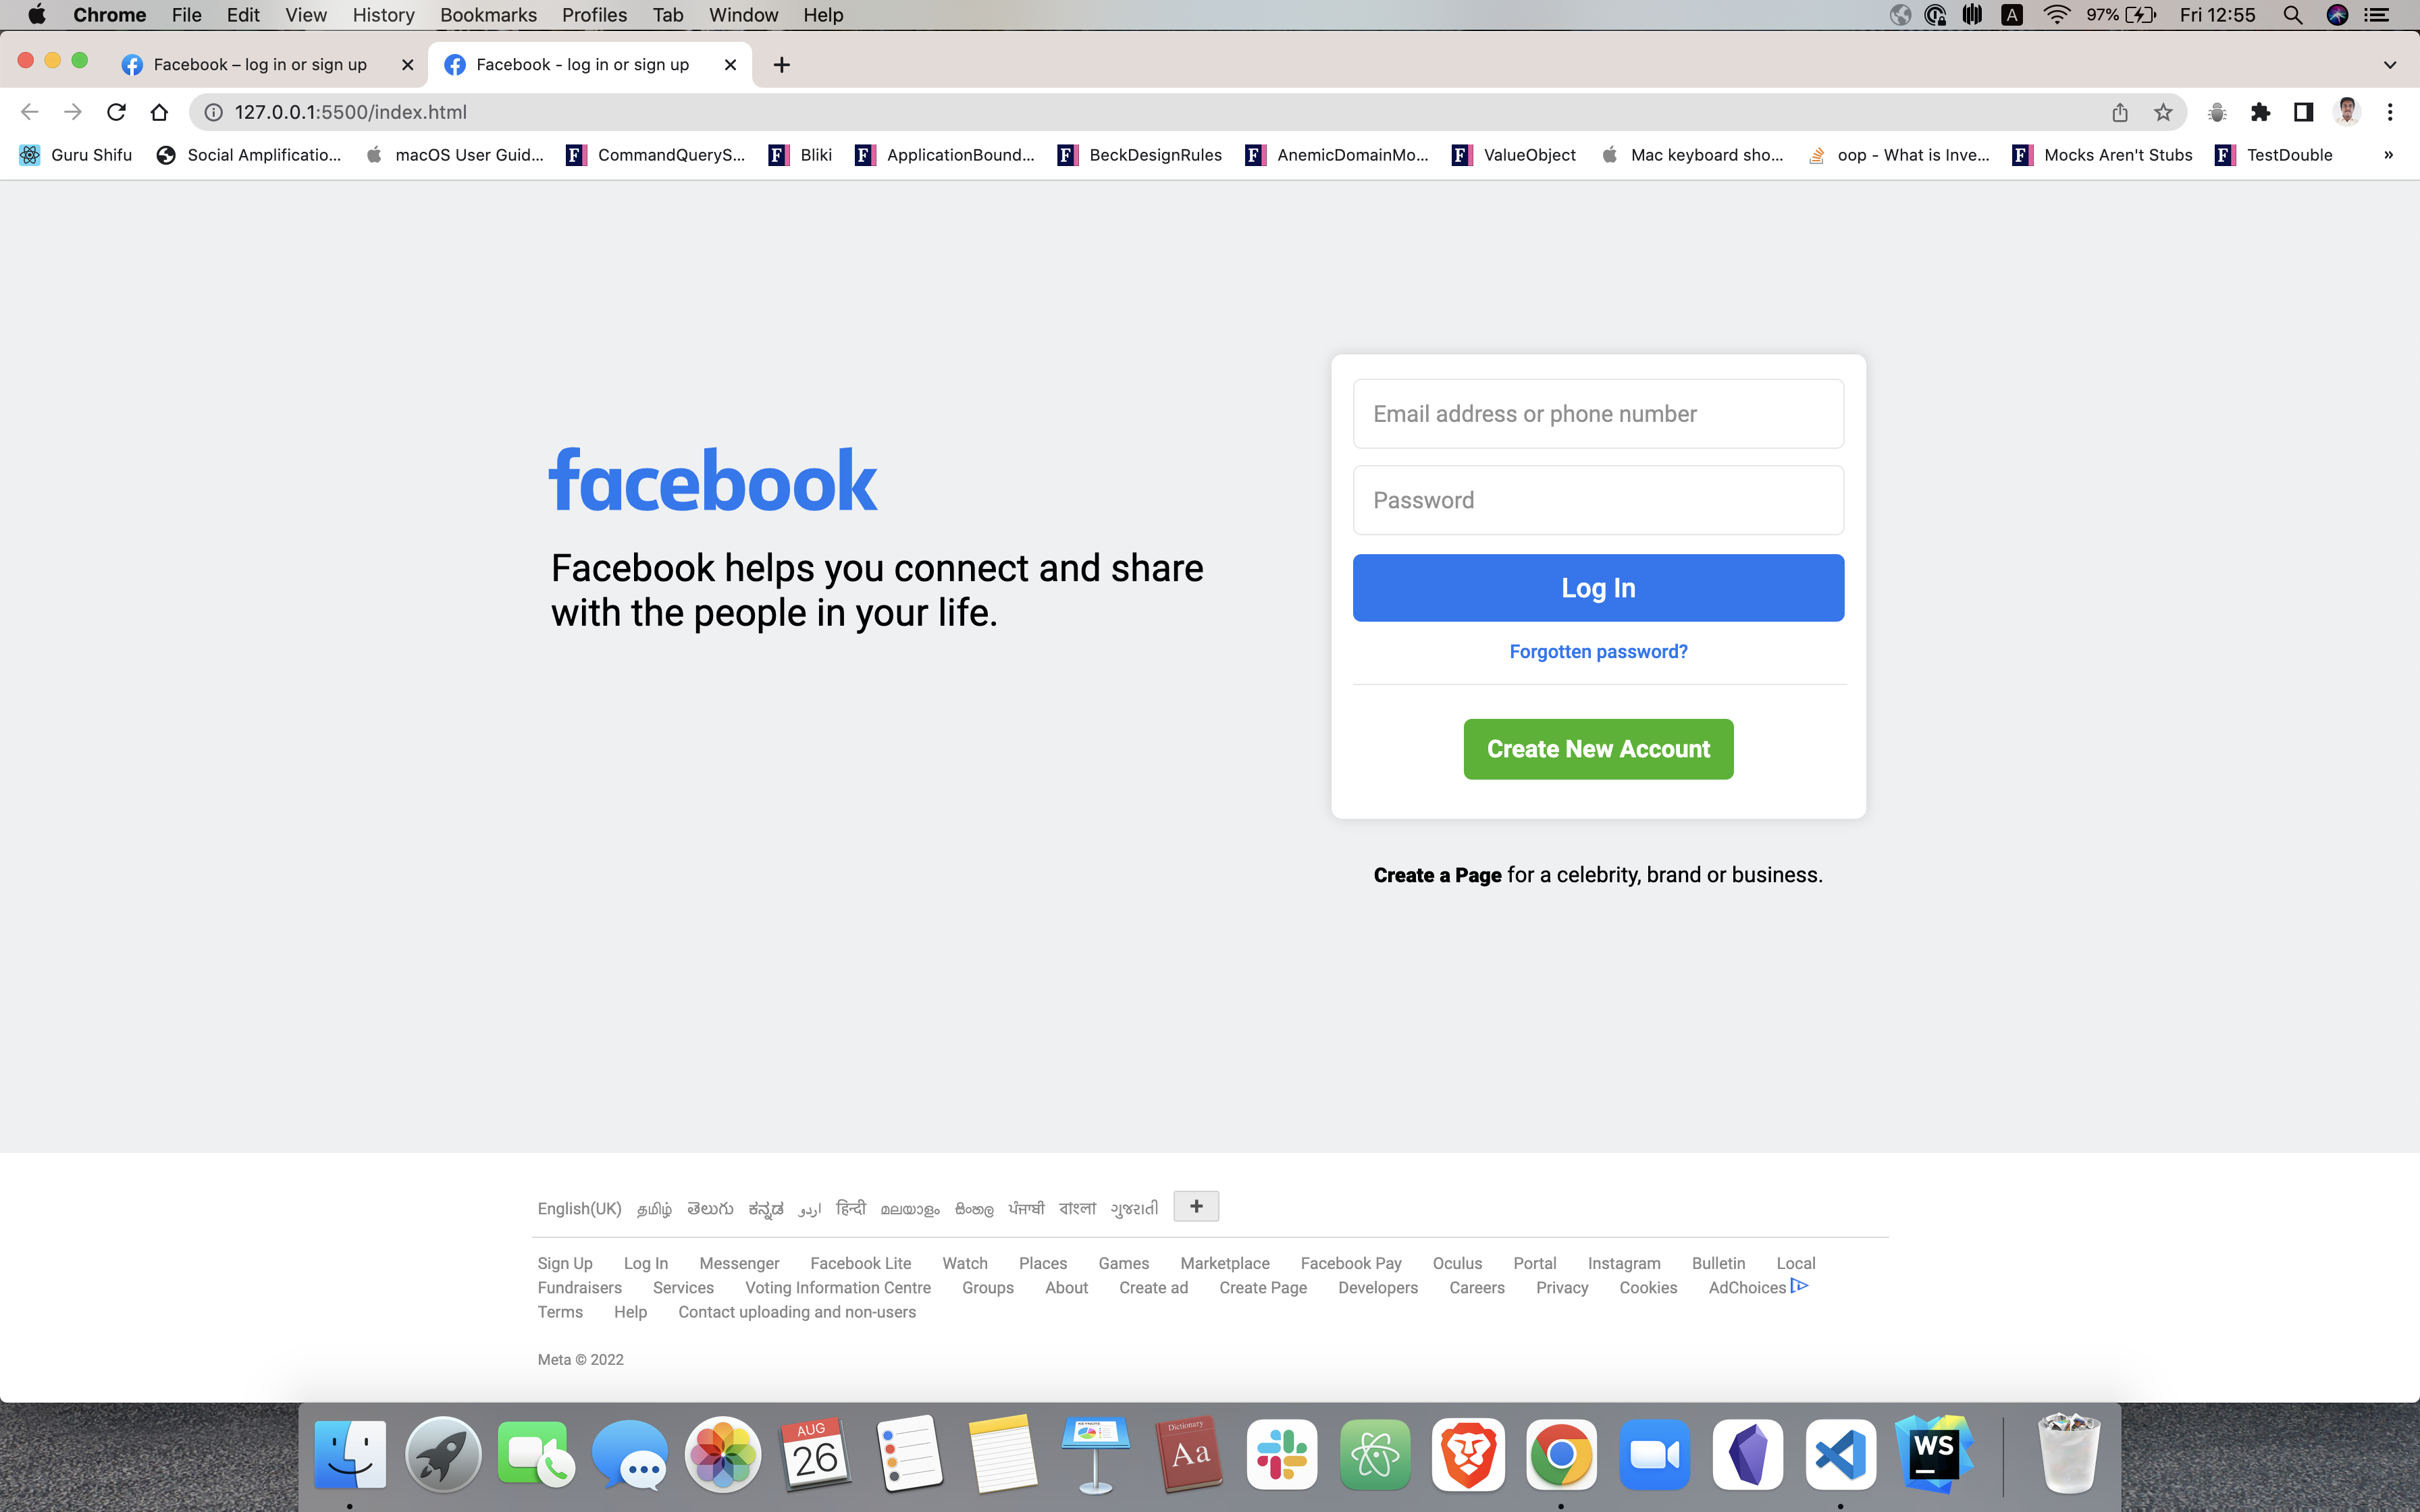 Chrome File Edit View History Bookmarks Profiles Tab Window Help A 97% Fri 12:55
Facebook – log in or sign up Facebook - log in or sign up
127.0.0.1:5500/index.html
Guru Shifu Social Amplificatio... macOS User Guid... F CommandQueryS... F Bliki F ApplicationBound... F BeckDesignRules F AnemicDomainMo... F ValueObject Mac keyboard sho... oop - What is Inve... F Mocks Aren't Stubs F TestDouble »
Email address or phone number
facebook
Password
Facebook helps you connect and share
with the people in your life.
Log In
Forgotten password?
Create New Account
Create a Page for a celebrity, brand or business.
English(UK) தமிழ் తెలుగు ಕನ್ನಡ اردو हिन्दी മലയാളം සිංහල ਪੰਜਾਬੀ বাংলা ગુજરાતી +
Sign Up Log In Messenger Facebook Lite Watch Places Games Marketplace Facebook Pay Oculus Portal Instagram Bulletin Local
Fundraisers Services Voting Information Centre Groups About Create ad Create Page Developers Careers Privacy Cookies AdChoices
Terms Help Contact uploading and non-users
Meta © 2022
AUG
26
KEYNOTE
Dictionary
Aa
WS